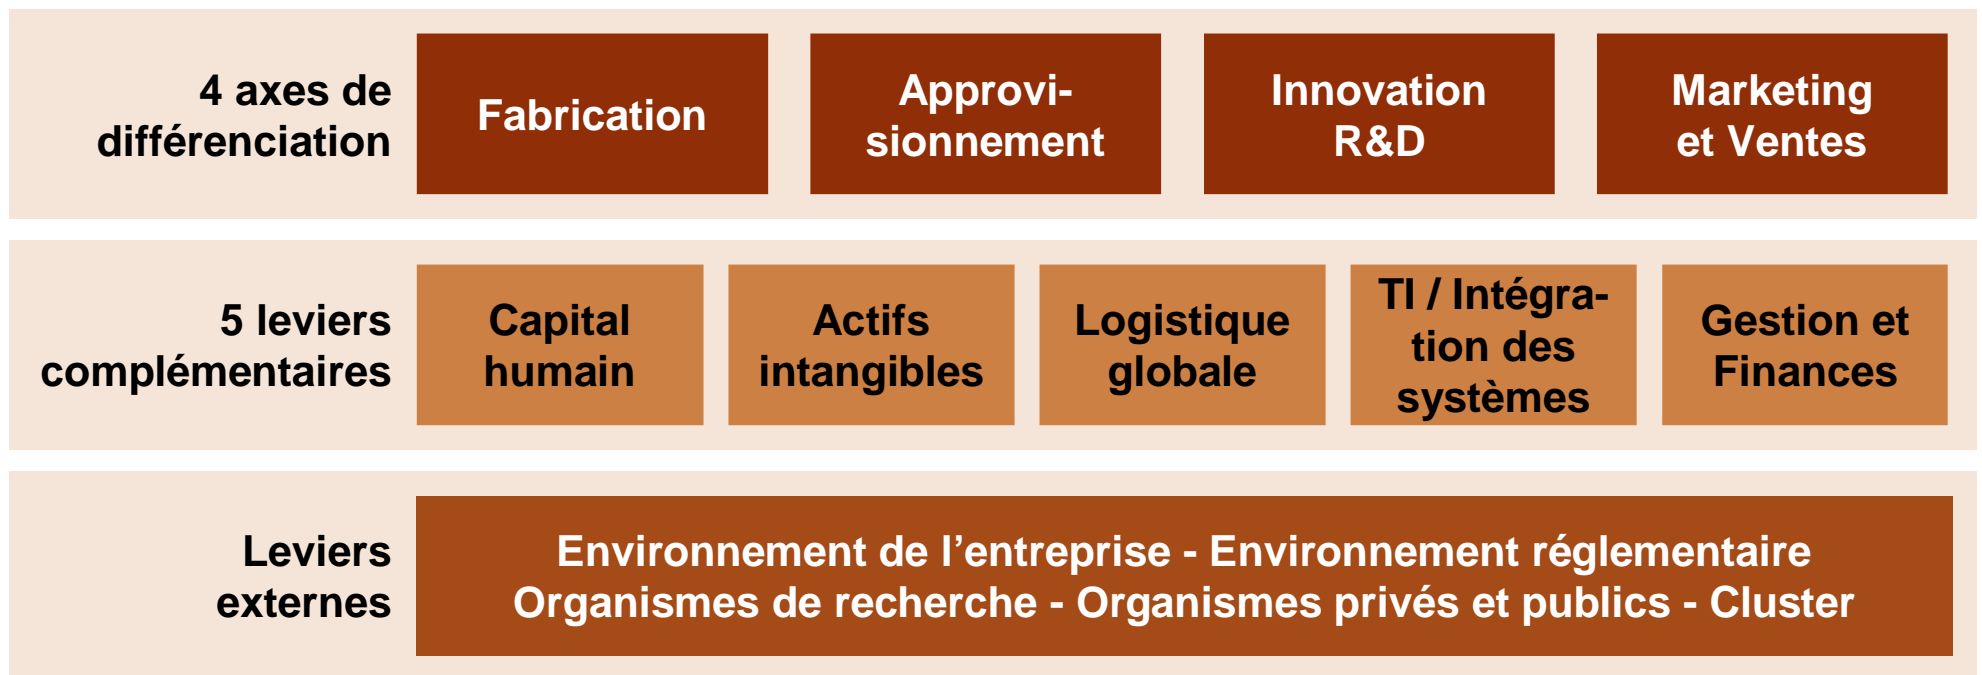 4 axes de
différenciation
Fabrication
Approvi-
sionnement
Innovation
R&D
Marketing
et Ventes
5 leviers
complémentaires
Capital
humain
Actifs
intangibles
Logistique
globale
TI / Intégra-
tion des
systèmes
Gestion et
Finances
Leviers
externes
Environnement de l’entreprise - Environnement réglementaire
Organismes de recherche - Organismes privés et publics - Cluster